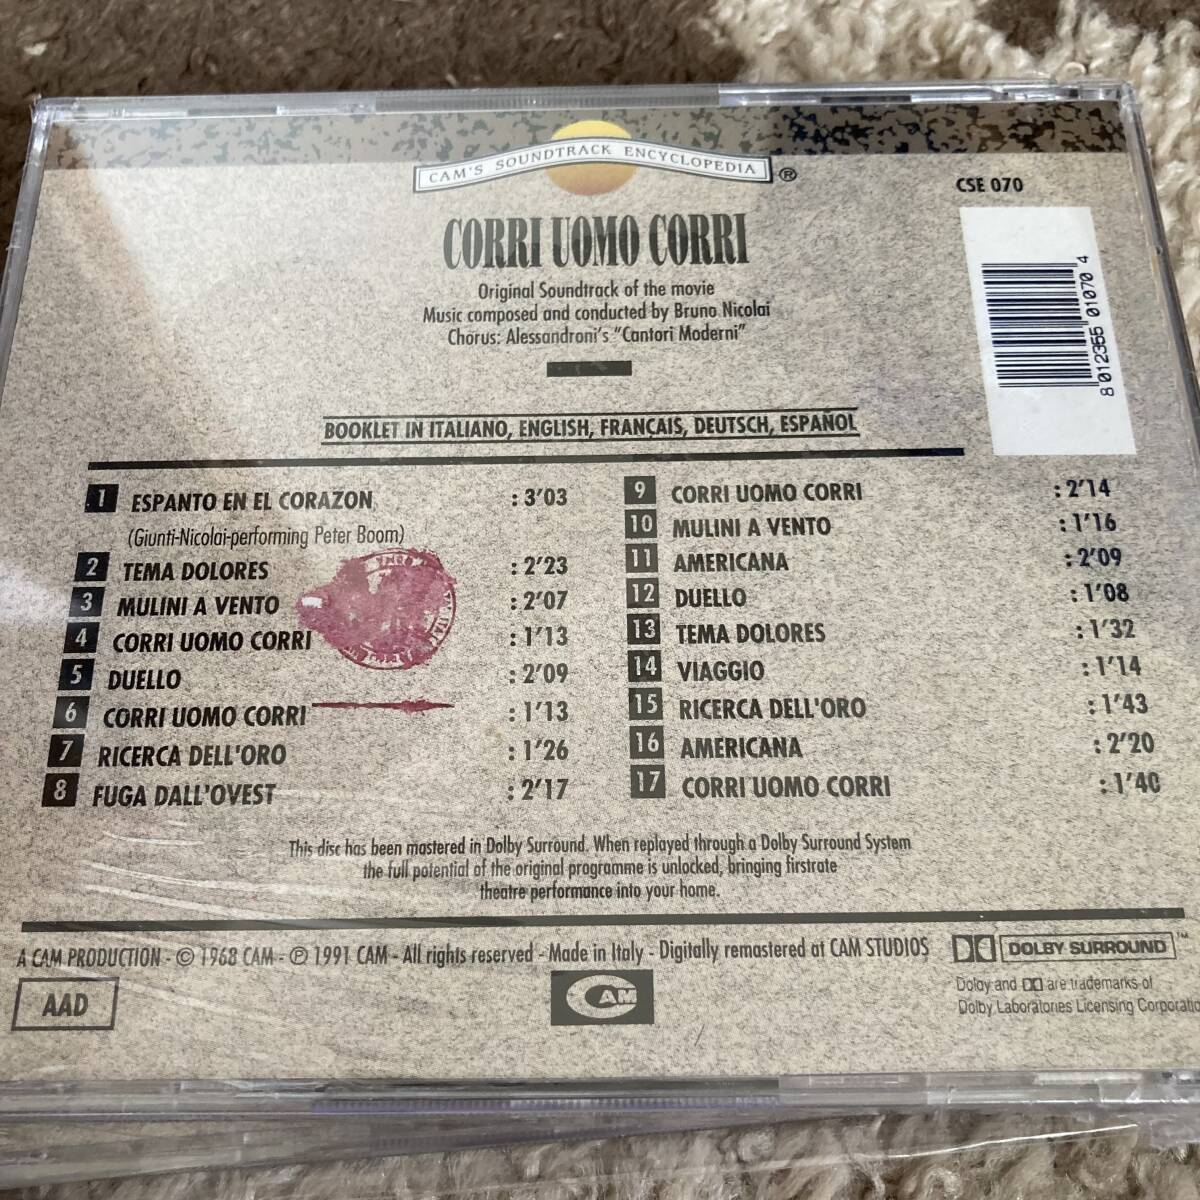 CAM'S SOUNDTRACK ENCYCLOPEDIA ®
CSE 070
CORRI UOMO CORRI
Original Soundtrack of the movie
Music composed and conducted by Bruno Nicolai
Chorus: Alessandroni's "Cantori Moderni"
8 012355 01070 4
BOOKLET IN ITALIANO, ENGLISH, FRANÇAIS, DEUTSCH, ESPAÑOL
1 ESPANTO EN EL CORAZON : 3'03
(Giunti-Nicolai-performing Peter Boom)
2 TEMA DOLORES : 2'23
3 MULINI A VENTO : 2'07
4 CORRI UOMO CORRI : 1'13
5 DUELLO : 2'09
6 CORRI UOMO CORRI : 1'13
7 RICERCA DELL'ORO : 1'26
8 FUGA DALL'OVEST : 2'17
9 CORRI UOMO CORRI : 2'14
10 MULINI A VENTO : 1'16
11 AMERICANA : 2'09
12 DUELLO : 1'08
13 TEMA DOLORES : 1'32
14 VIAGGIO : 1'14
15 RICERCA DELL'ORO : 1'43
16 AMERICANA : 2'20
17 CORRI UOMO CORRI : 1'40
This disc has been mastered in Dolby Surround. When replayed through a Dolby Surround System
the full potential of the original programme is unlocked, bringing firstrate
theatre performance into your home.
A CAM PRODUCTION - © 1968 CAM - ℗ 1991 CAM - All rights reserved - Made in Italy - Digitally remastered at CAM STUDIOS
DOLBY SURROUND ™
AAD
CAM
Dolby and are trademarks of
Dolby Laboratories Licensing Corporatio